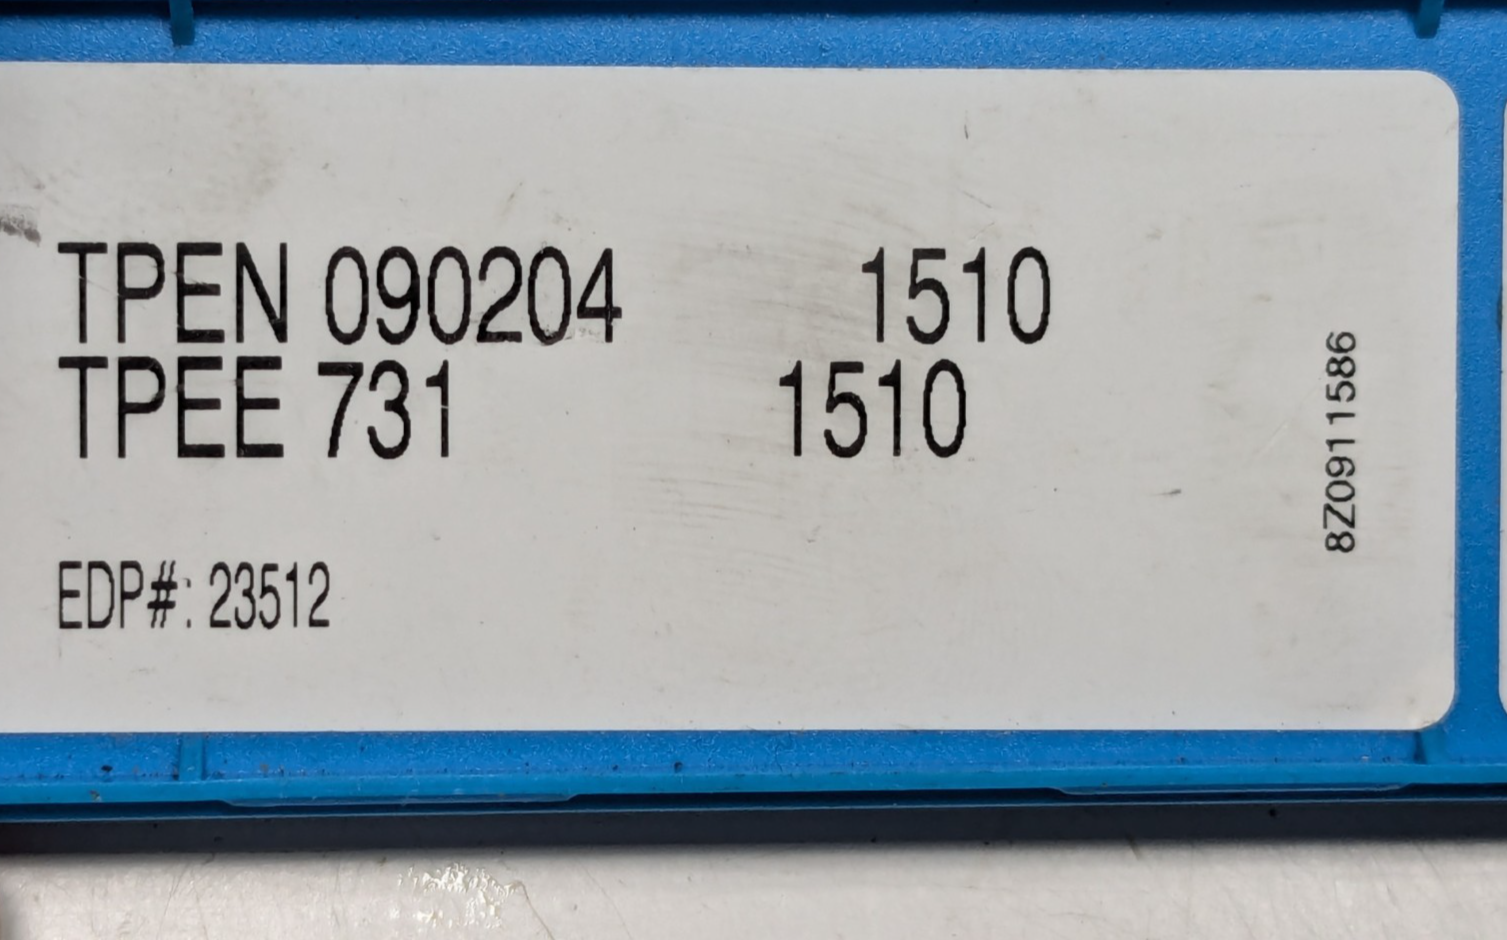 TPEN 090204 1510
TPEE 731 1510
EDP#: 23512
8Z0911586